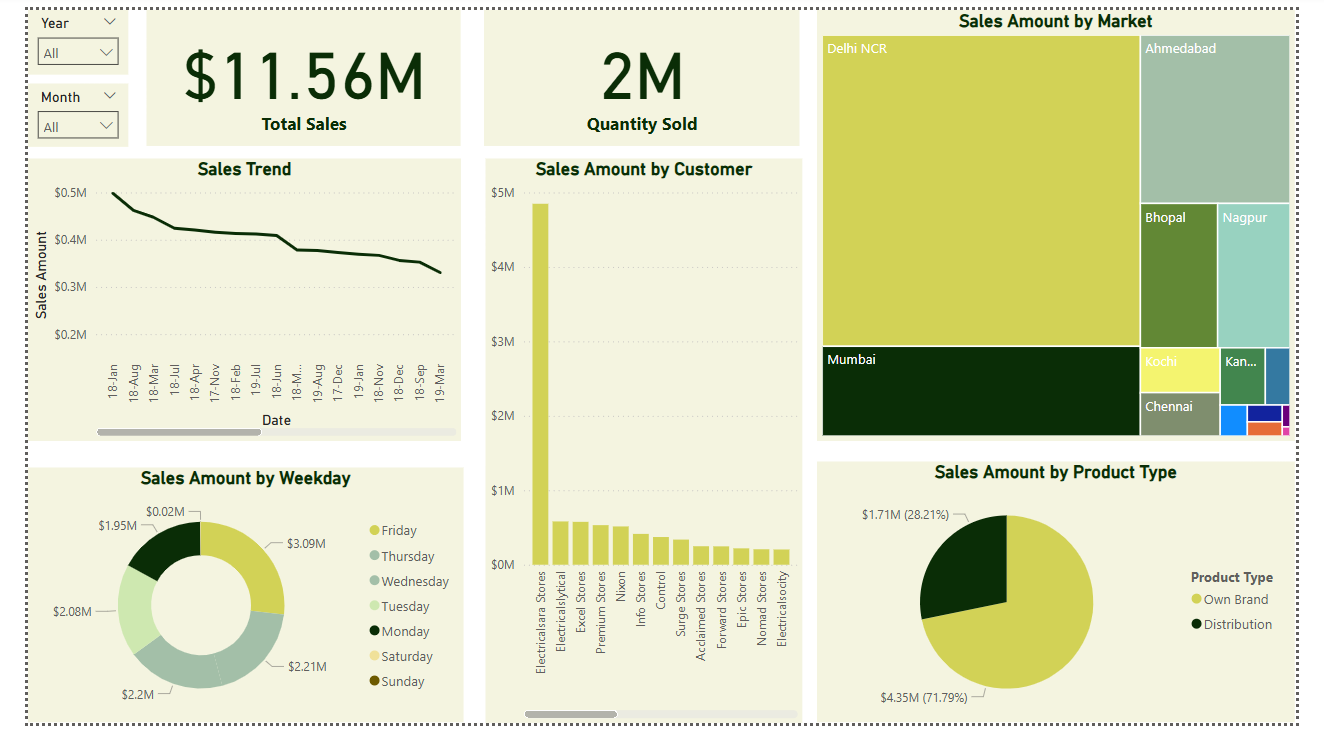 Year
All
Month
All
$11.56M
Total Sales
2M
Quantity Sold
Sales Amount by Market
Delhi NCR
Ahmedabad
Bhopal
Nagpur
Mumbai
Kochi
Kan...
Chennai
Sales Trend
Sales Amount
$0.5M
$0.4M
$0.3M
$0.2M
18-Jan
18-Aug
18-Mar
18-Jul
18-Apr
17-Nov
18-Feb
19-Jul
18-Jun
18-M...
19-Aug
17-Dec
19-Jan
18-Nov
18-Dec
18-Sep
19-Mar
Date
Sales Amount by Customer
$5M
$4M
$3M
$2M
$1M
$0M
Electricalsara Stores
Electricalslytical
Excel Stores
Premium Stores
Nixon
Info Stores
Control
Surge Stores
Acclaimed Stores
Forward Stores
Epic Stores
Nomad Stores
Electricalsocity
Sales Amount by Weekday
$0.02M
$1.95M
$3.09M
$2.08M
$2.21M
$2.2M
Friday
Thursday
Wednesday
Tuesday
Monday
Saturday
Sunday
Sales Amount by Product Type
$1.71M (28.21%)
$4.35M (71.79%)
Product Type
Own Brand
Distribution